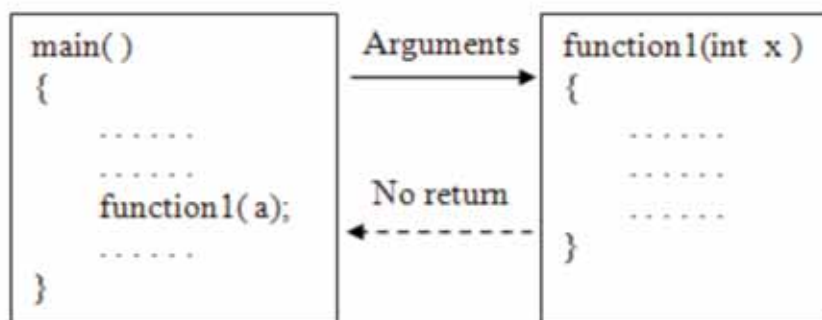 main( )
{
. . . . . .
. . . . . .
function1( a);
. . . . . .
}
Arguments
No return
function1(int x )
{
. . . . . .
. . . . . .
. . . . . .
}